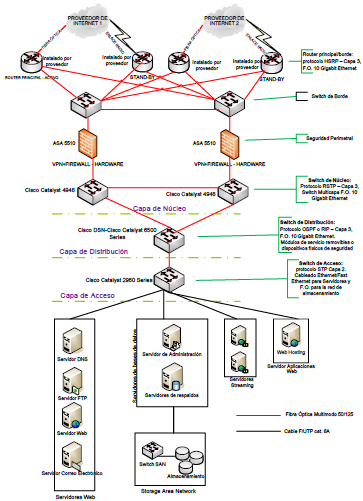 PROVEEDOR DE
INTERNET 1
PROVEEDOR DE
INTERNET 2
Instalado por
proveedor
Instalado por
proveedor
Instalado por
proveedor
Instalado por
proveedor
ROUTER PRINCIPAL - ACTIVO
STAND-BY
STAND-BY
Router principal/borde:
protocolo HSRP – Capa 3,
F.O. 10 Gigabit Ethernet
Switch de Borde
ASA 5510
ASA 5510
Seguridad Perimetral
VPN+FIREWALL - HARDWARE
VPN+FIREWALL - HARDWARE
Cisco Catalyst 4948
Cisco Catalyst 4948
Switch de Núcleo:
Protocolo RSTP – Capa 3,
Switch Multicapa F.O. 10
Gigabit Ethernet
Capa de Núcleo
Cisco DSN-Cisco Catalyst 6500
Series
Switch de Distribución:
Protocolo OSPF o RIP – Capa 3,
F.O. 10 Gigabit Ethernet.
Módulos de servicio removibles o
dispositivos físicos de seguridad
Capa de Distribución
Cisco Catalyst 2960 Series
Switch de Acceso:
protocolo STP Capa 2.
Cableado Ethernet/Fast
Ethernet para Servidores y
F.O. para la red de
almacenamiento
Capa de Acceso
Servidor DNS
Servidor FTP
Servidor Web
Servidor Correo Electrónico
Servidores Web
Servidores de bases de datos
Servidor de Administración
Servidores de respaldos
Servidores
Streaming
Web Hosting
Servidor Aplicaciones
Web
Switch SAN
Almacenamiento
Storage Area Network
Fibra Óptica Multimodo 50/125
Cable F/UTP cat. 6A